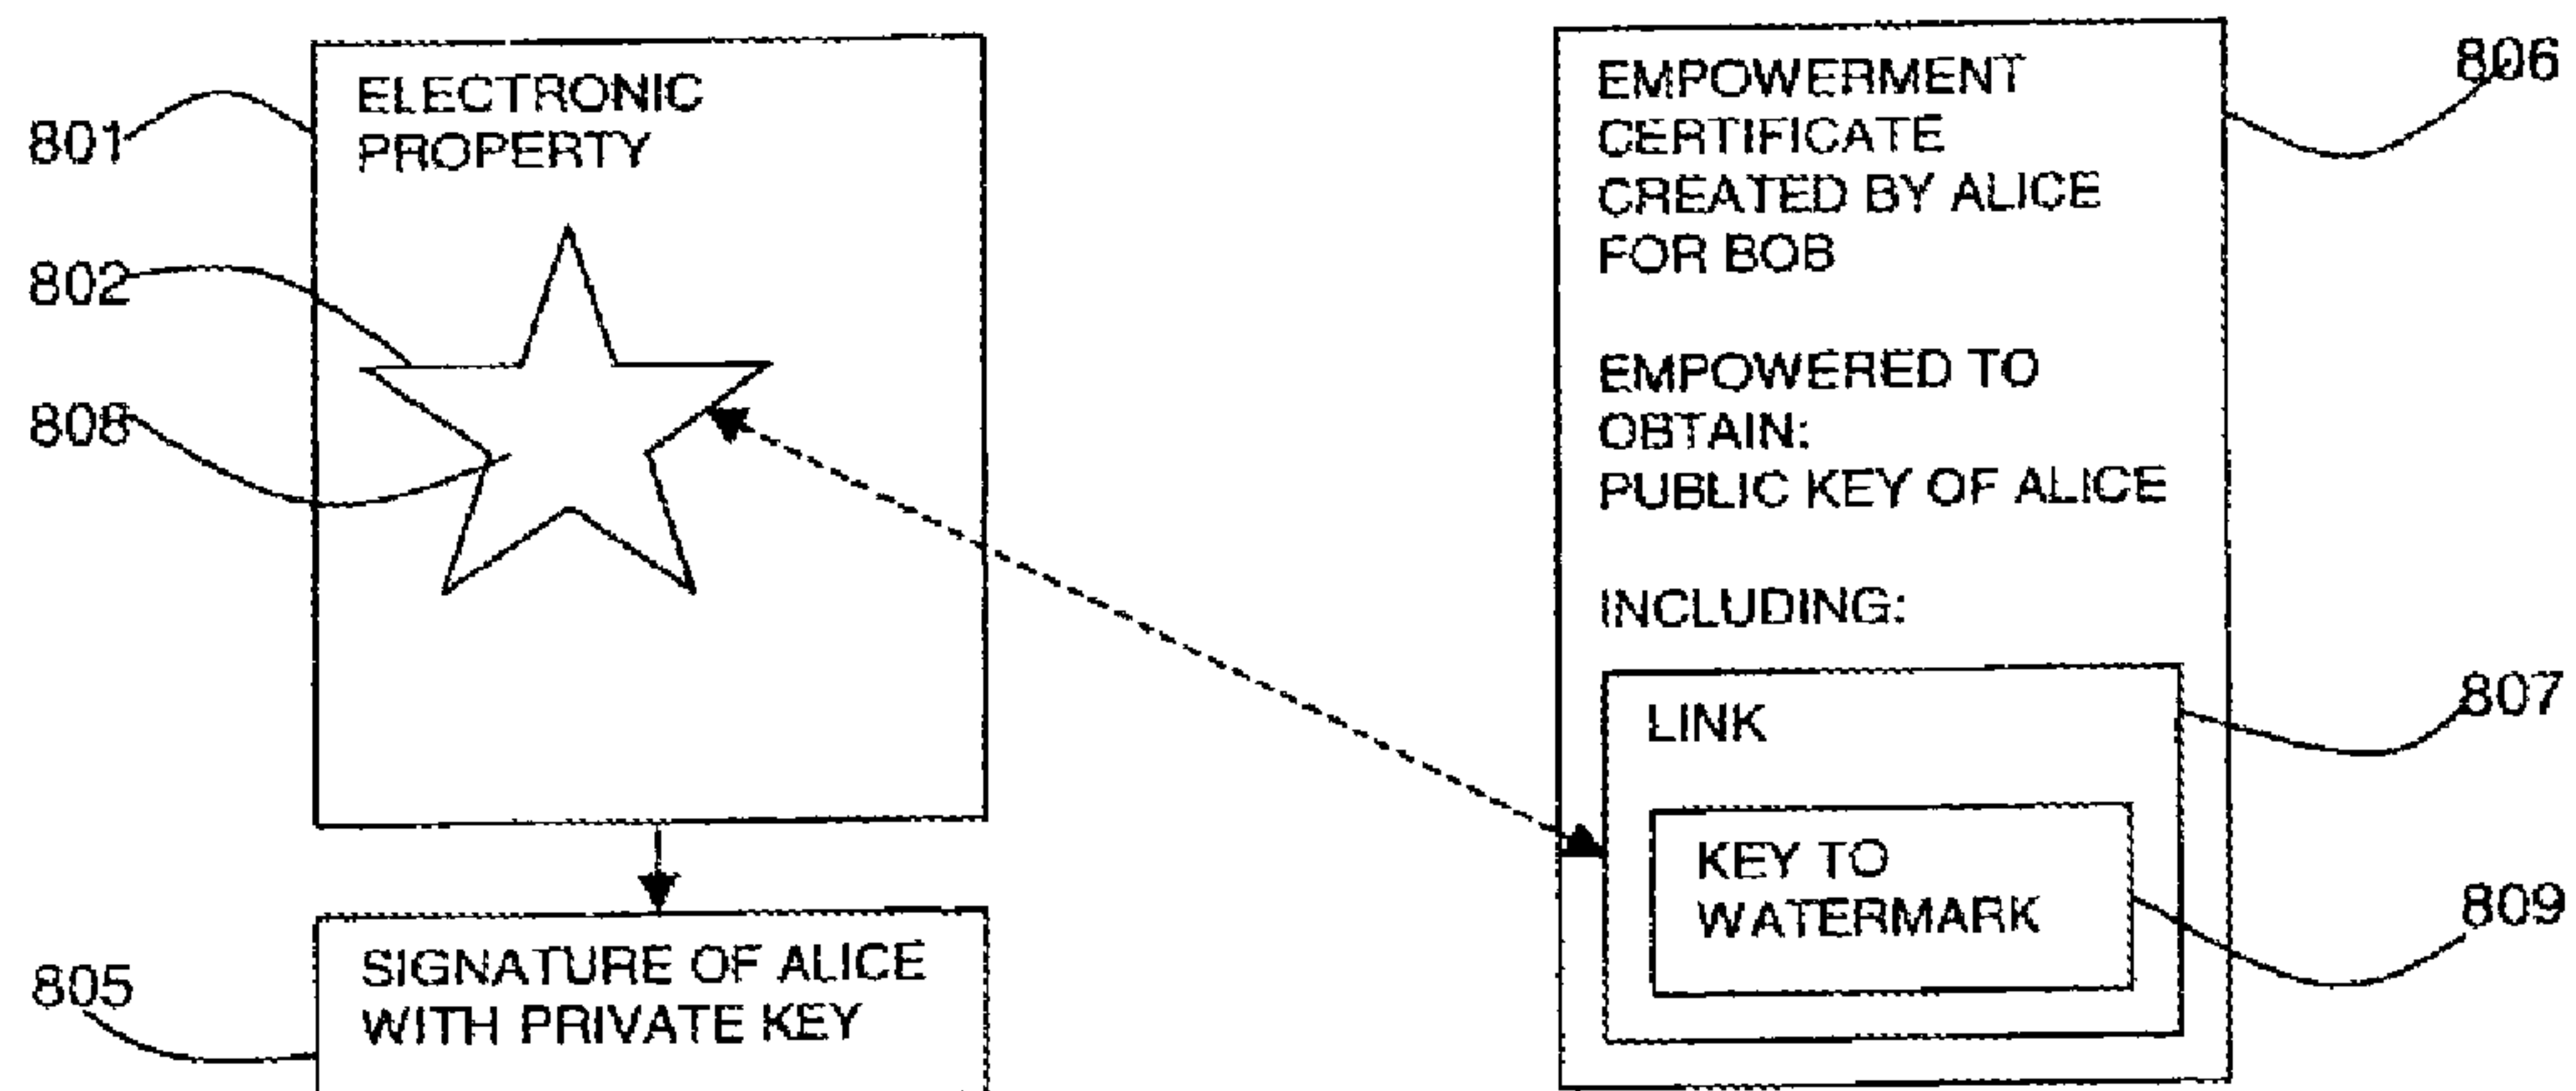 801
ELECTRONIC
PROPERTY
802
808
805
SIGNATURE OF ALICE
WITH PRIVATE KEY
806
EMPOWERMENT
CERTIFICATE
CREATED BY ALICE
FOR BOB
EMPOWERED TO
OBTAIN:
PUBLIC KEY OF ALICE
INCLUDING:
807
LINK
KEY TO
WATERMARK
809